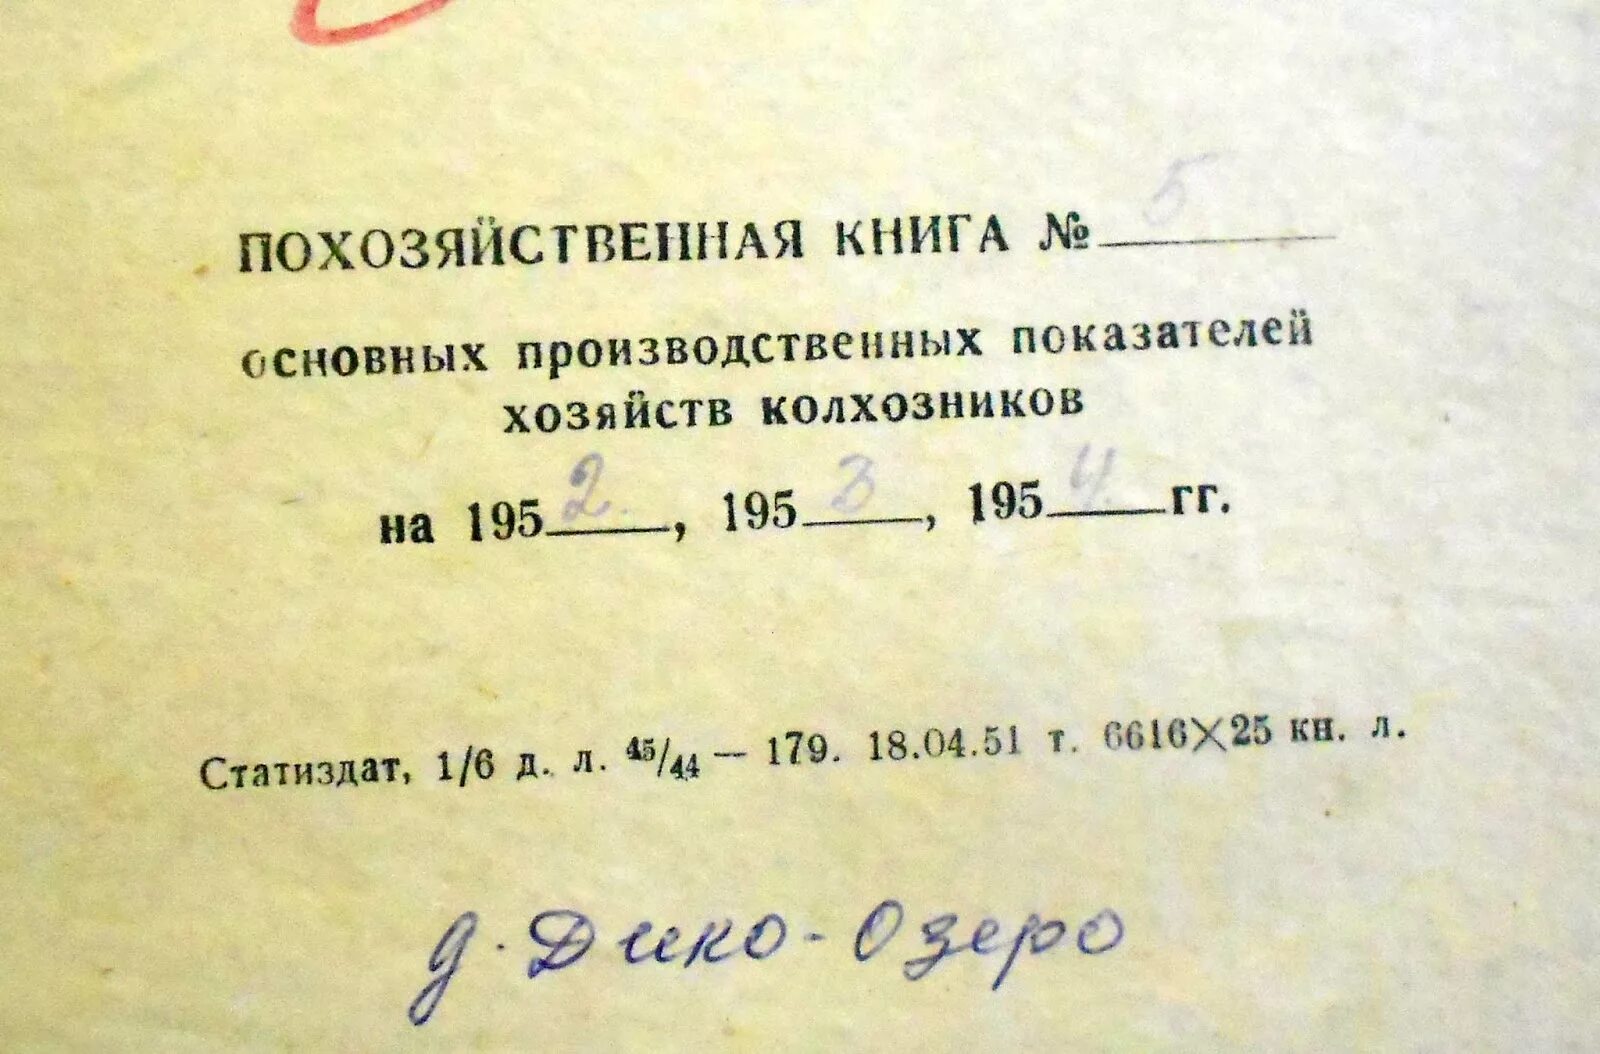 ПОХОЗЯЙСТВЕННАЯ КНИГА № 5
основных производственных показателей
хозяйств колхозников
на 1952, 1953, 1954 гг.
Статиздат, 1/6 д. л. 45/44 — 179. 18.04.51 т. 6616×25 кн. л.
д. Дико-Озеро